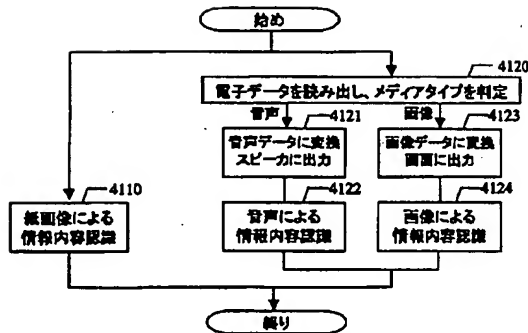 始め
4120
電子データを読み出し、メディアタイプを判定
音声
4121
画像
4123
音声データに変換
スピーカに出力
画像データに変換
画面に出力
4110
4122
4124
紙画像による
情報内容認識
音声による
情報内容認識
画像による
情報内容認識
終り